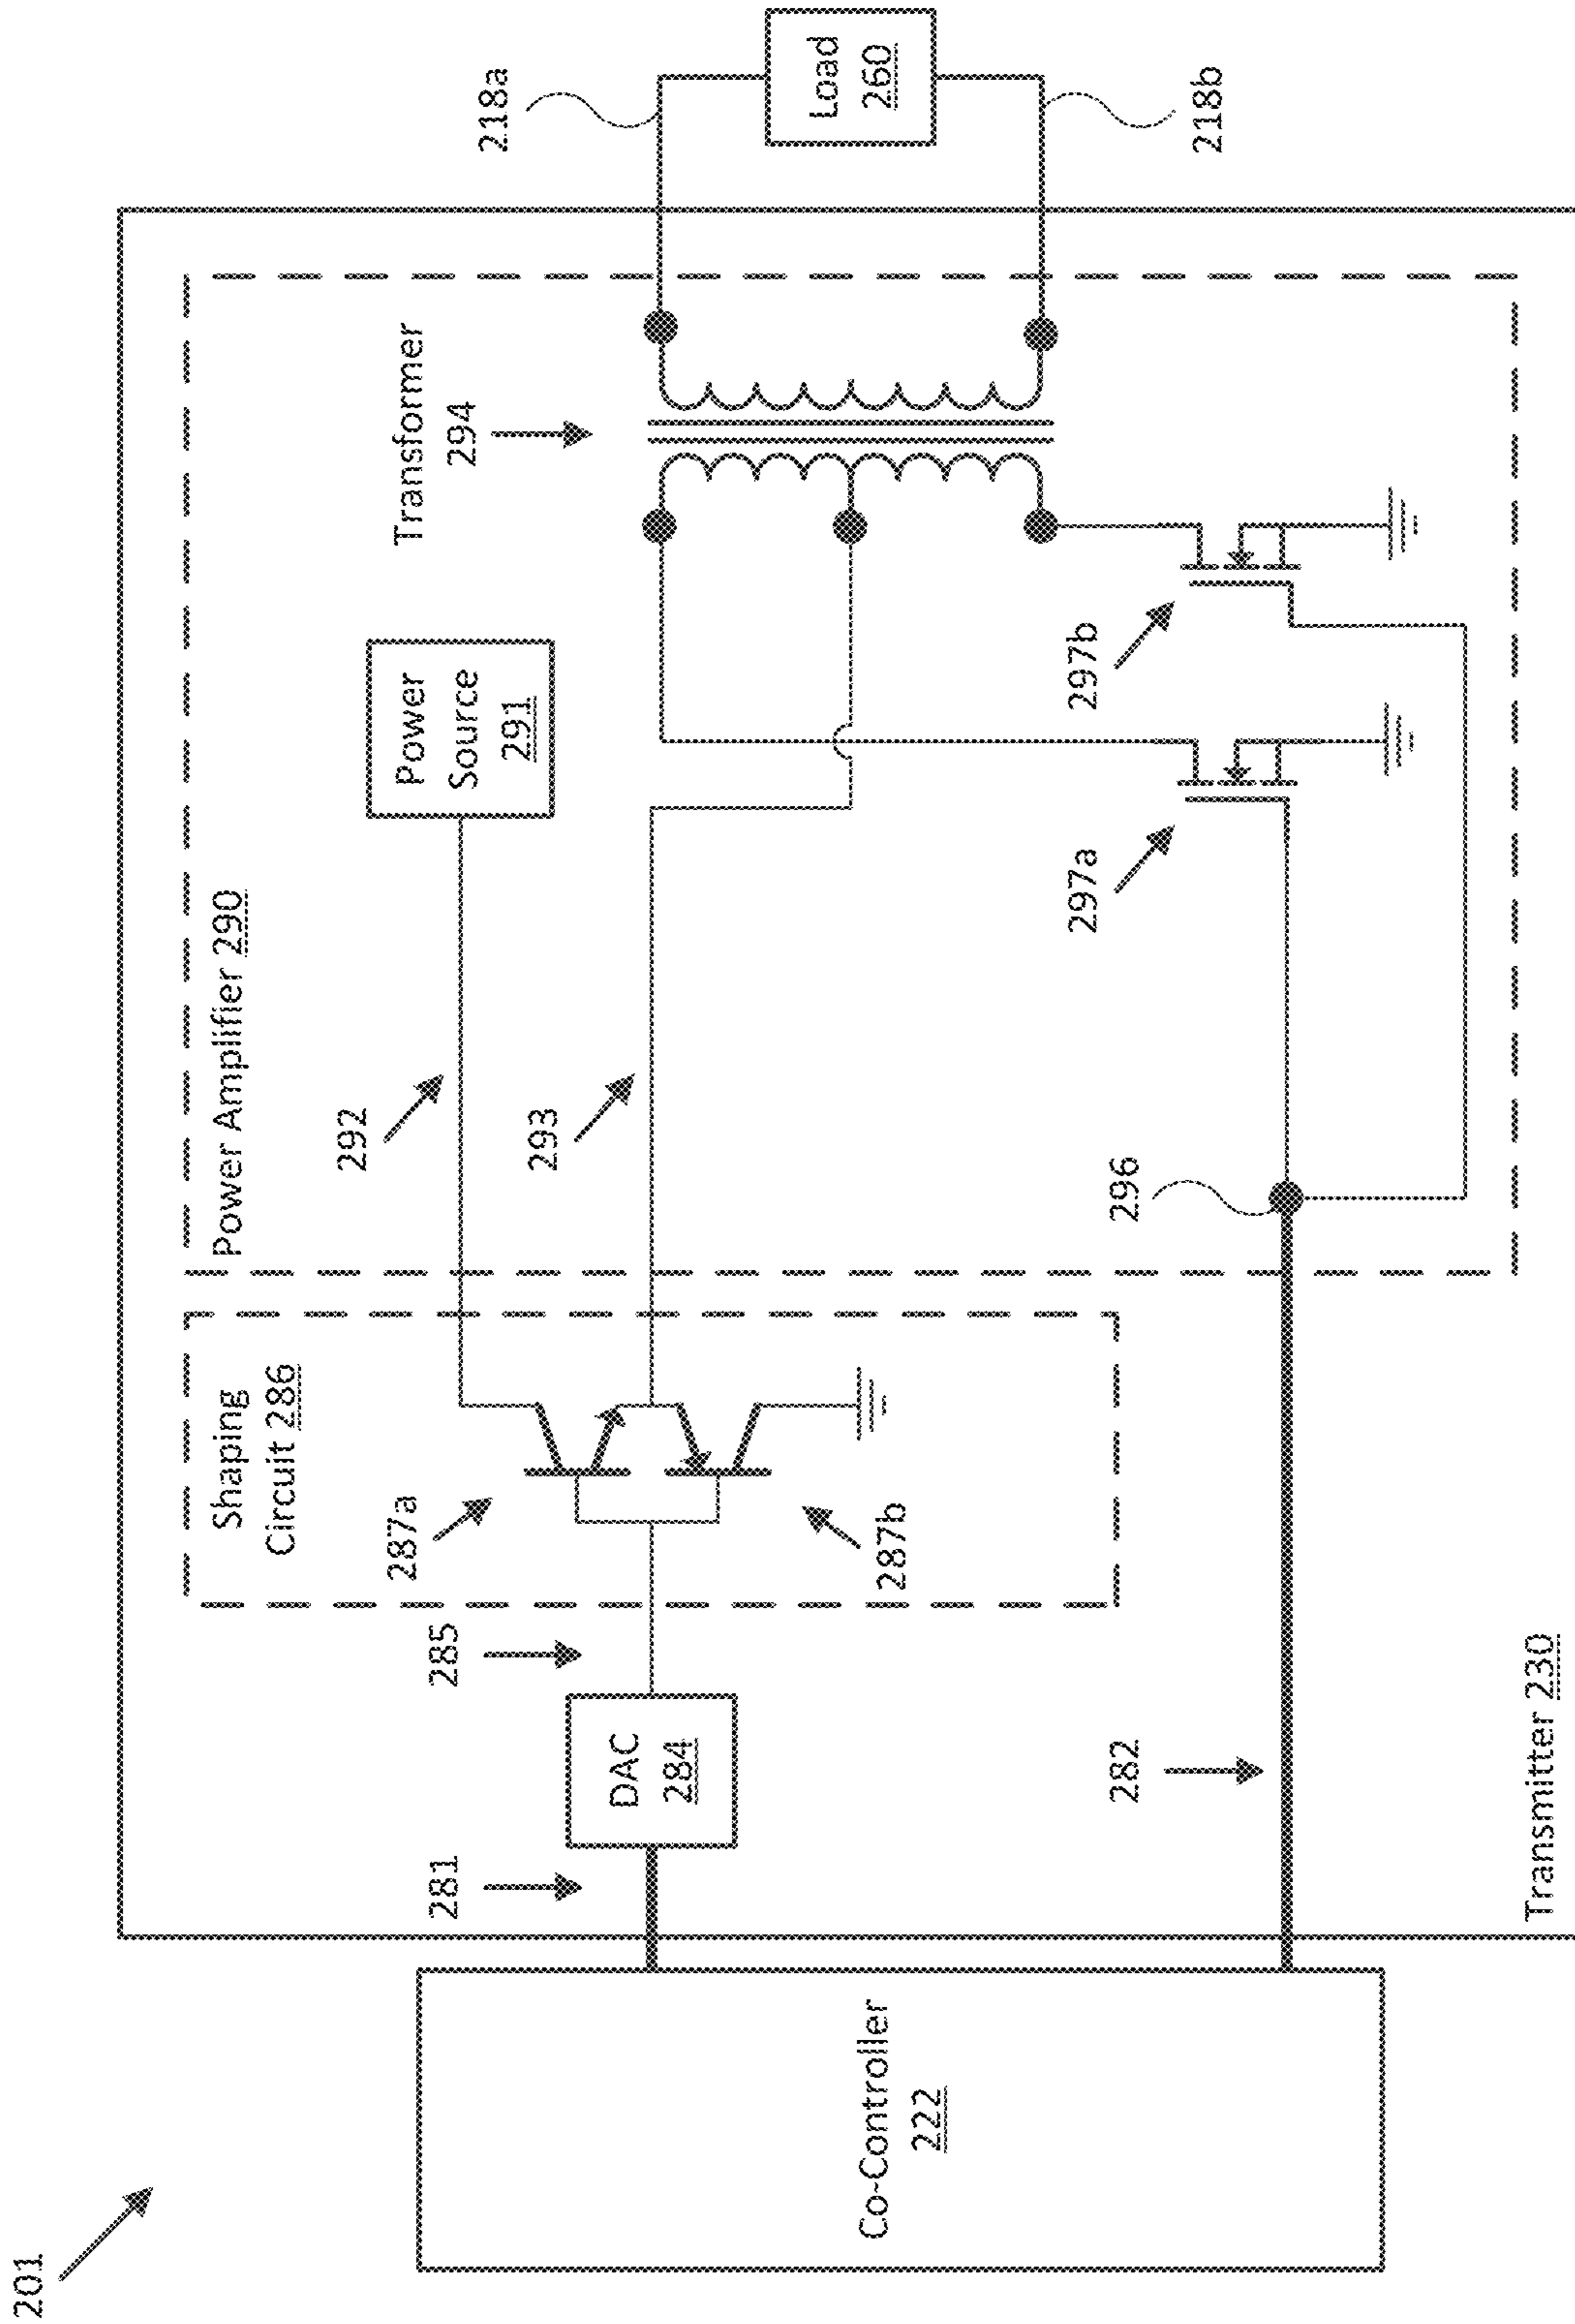 201
Co-Controller
222
Transmitter 230
281
282
DAC
284
285
Shaping
Circuit 286
287a
287b
Power Amplifier 290
292
293
296
Power
Source
291
297a
297b
Transformer
294
218a
218b
Load
260